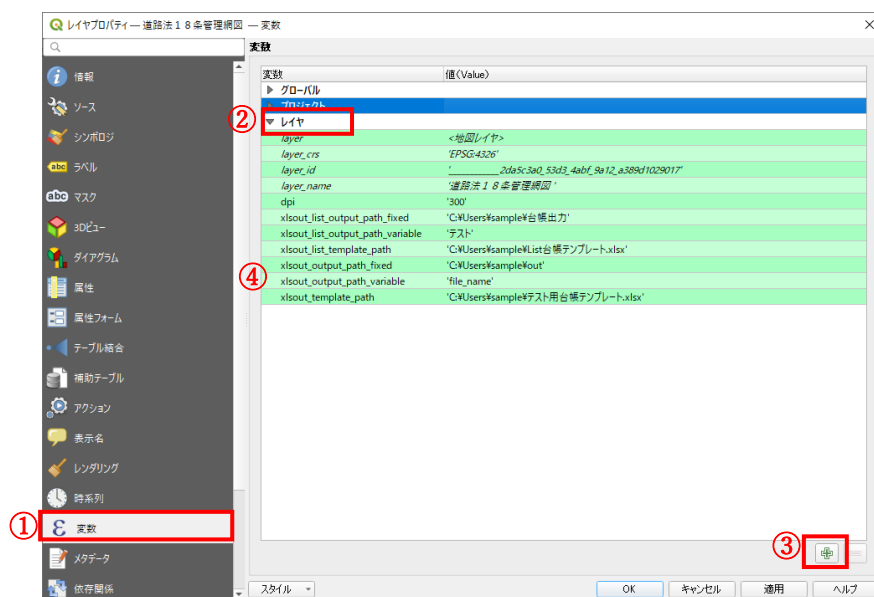 レイヤプロパティ — 道路法１８条管理網図 — 変数
変数
情報
ソース
シンボロジ
abc ラベル
abc マスク
3Dビュー
ダイアグラム
属性
属性フォーム
テーブル結合
補助テーブル
アクション
表示名
レンダリング
時系列
① 変数
メタデータ
依存関係
変数 値(Value)
グローバル
プロジェクト
② レイヤ
layer <地図レイヤ>
layer_crs 'EPSG:4326'
layer_id '__________2da5c3a0_53d3_4abf_9a12_a389d1029017'
layer_name '道路法１８条管理網図 '
dpi '300'
xlsout_list_output_path_fixed 'C:¥Users¥sample¥台帳出力'
xlsout_list_output_path_variable 'テスト'
xlsout_list_template_path 'C:¥Users¥sample¥List台帳テンプレート.xlsx'
④ xlsout_output_path_fixed 'C:¥Users¥sample¥out'
xlsout_output_path_variable 'file_name'
xlsout_template_path 'C:¥Users¥sample¥テスト用台帳テンプレート.xlsx'
③
スタイル OK キャンセル 適用 ヘルプ